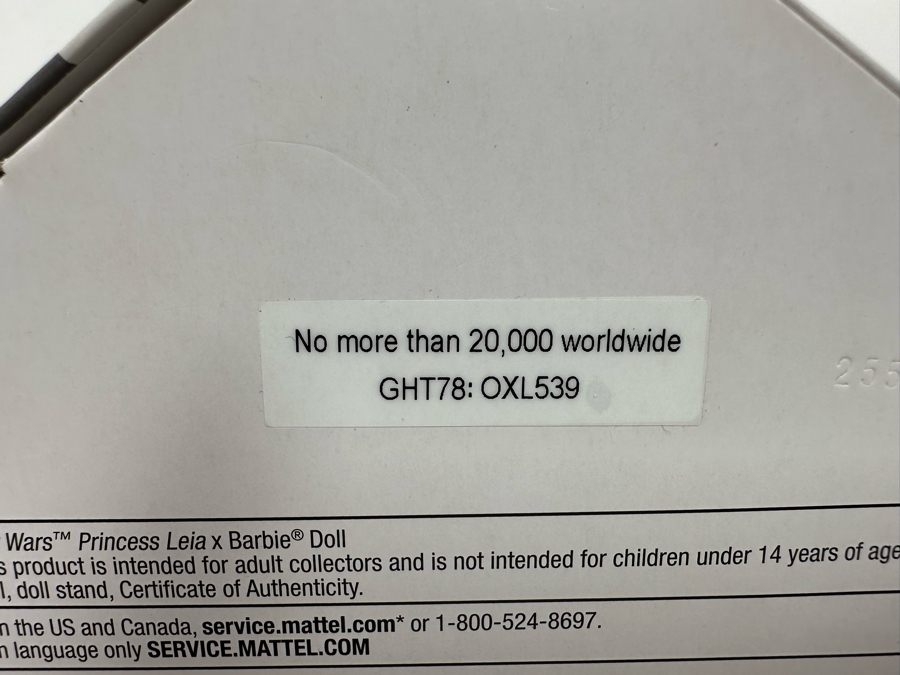 No more than 20,000 worldwide
GHT78: OXL539
255
Wars™ Princess Leia x Barbie® Doll
product is intended for adult collectors and is not intended for children under 14 years of age
doll stand, Certificate of Authenticity.
in the US and Canada, service.mattel.com* or 1-800-524-8697.
language only SERVICE.MATTEL.COM